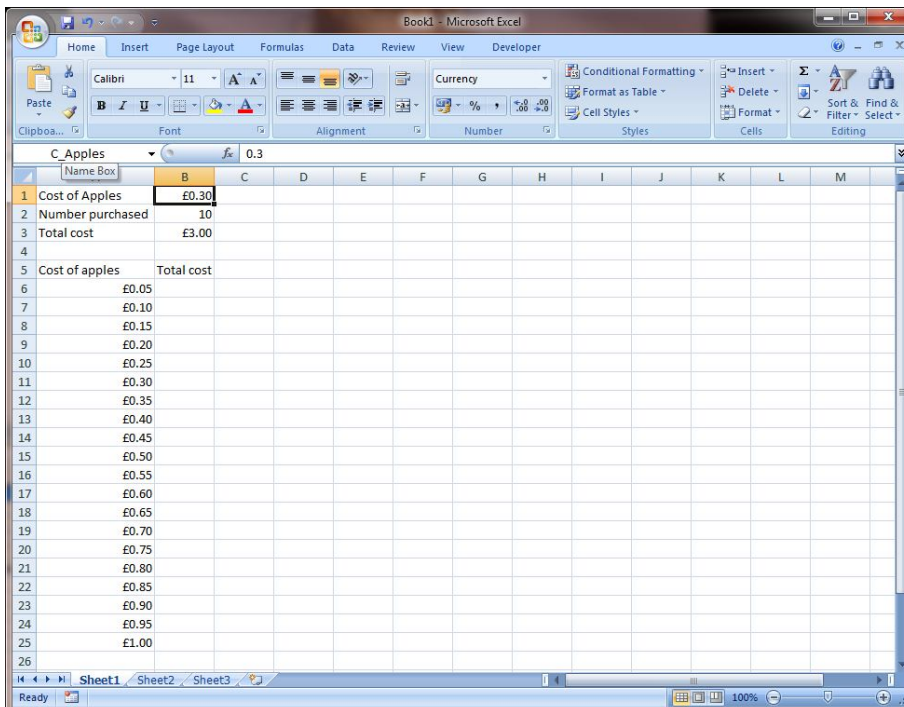 Book1 - Microsoft Excel
Home Insert Page Layout Formulas Data Review View Developer
Paste
Calibri 11 A A
B I U A
Currency
% ,
Conditional Formatting
Format as Table
Cell Styles
Insert
Delete
Format
Σ
Sort & Filter
Find & Select
Clipboa... Font Alignment Number Styles Cells Editing
C_Apples fx 0.3
Name Box
B C D E F G H I J K L M
1 Cost of Apples £0.30
2 Number purchased 10
3 Total cost £3.00
4
5 Cost of apples Total cost
6 £0.05
7 £0.10
8 £0.15
9 £0.20
10 £0.25
11 £0.30
12 £0.35
13 £0.40
14 £0.45
15 £0.50
16 £0.55
17 £0.60
18 £0.65
19 £0.70
20 £0.75
21 £0.80
22 £0.85
23 £0.90
24 £0.95
25 £1.00
26
Sheet1 Sheet2 Sheet3
Ready 100%